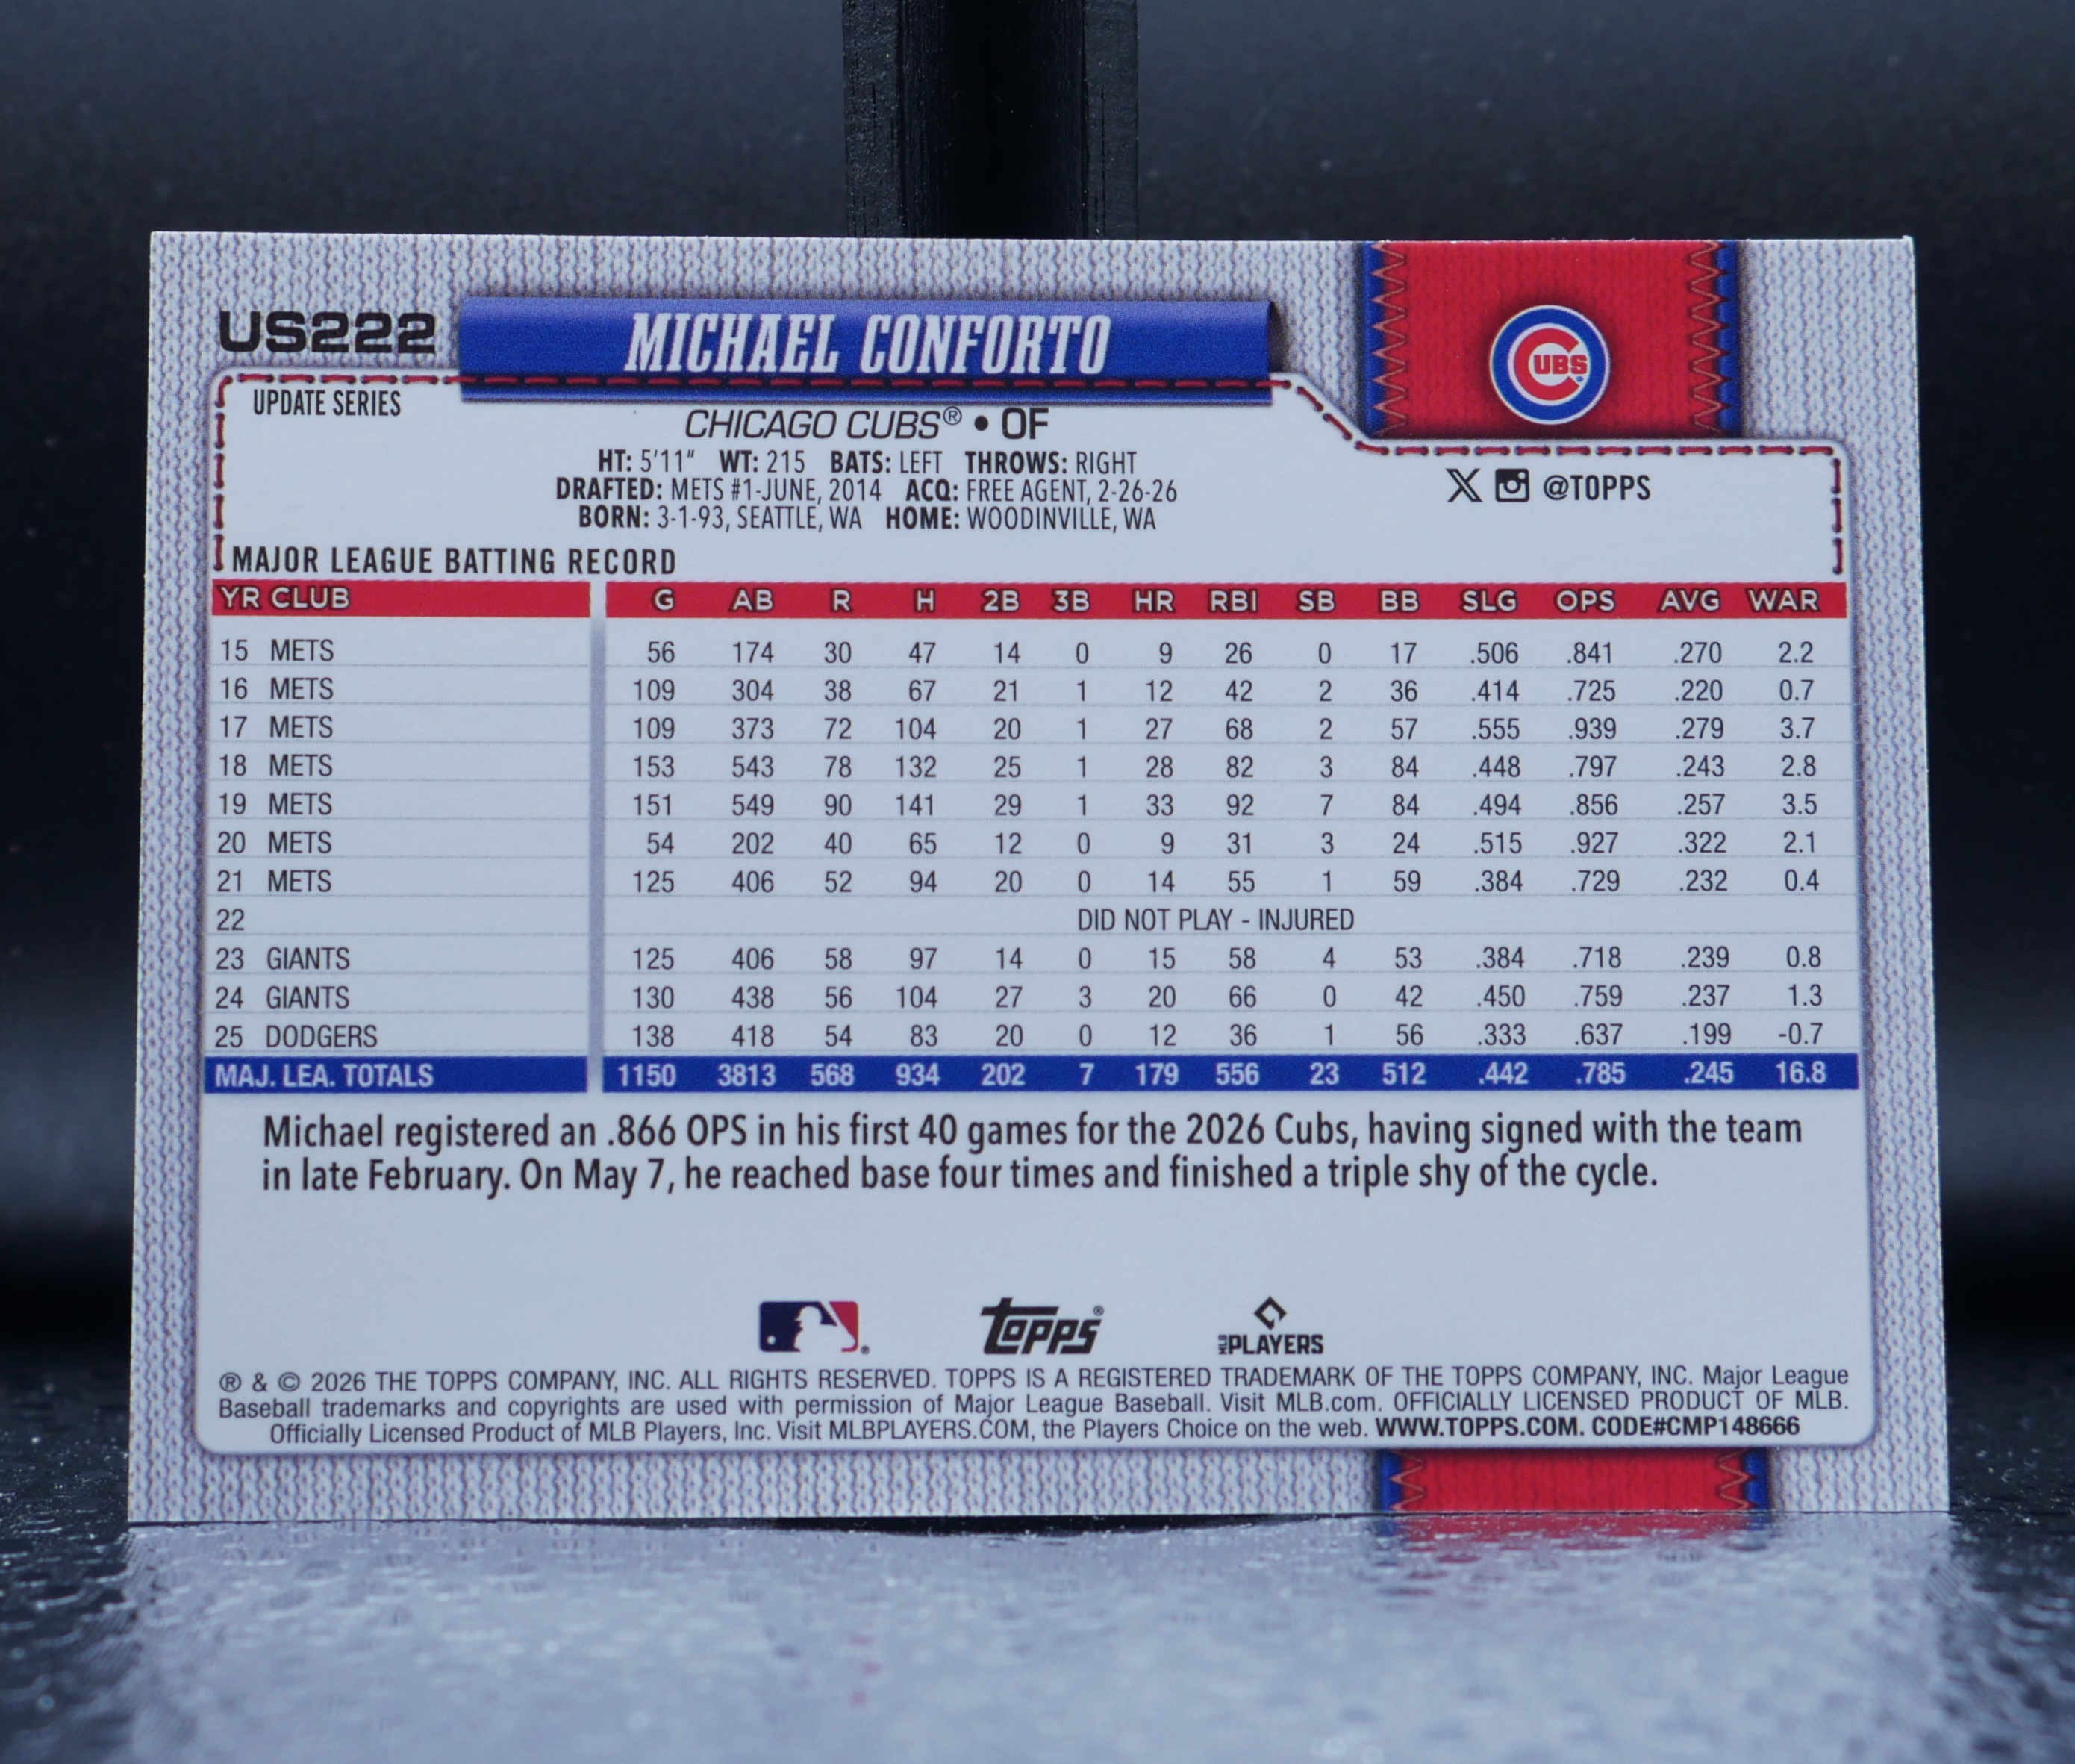 US222 MICHAEL CONFORTO
CUBS
UPDATE SERIES
CHICAGO CUBS® • OF
HT: 5'11" WT: 215 BATS: LEFT THROWS: RIGHT
DRAFTED: METS #1-JUNE, 2014 ACQ: FREE AGENT, 2-26-26
BORN: 3-1-93, SEATTLE, WA HOME: WOODINVILLE, WA
X @TOPPS
MAJOR LEAGUE BATTING RECORD
YR CLUB G AB R H 2B 3B HR RBI SB BB SLG OPS AVG WAR
15 METS 56 174 30 47 14 0 9 26 0 17 .506 .841 .270 2.2
16 METS 109 304 38 67 21 1 12 42 2 36 .414 .725 .220 0.7
17 METS 109 373 72 104 20 1 27 68 2 57 .555 .939 .279 3.7
18 METS 153 543 78 132 25 1 28 82 3 84 .448 .797 .243 2.8
19 METS 151 549 90 141 29 1 33 92 7 84 .494 .856 .257 3.5
20 METS 54 202 40 65 12 0 9 31 3 24 .515 .927 .322 2.1
21 METS 125 406 52 94 20 0 14 55 1 59 .384 .729 .232 0.4
22 DID NOT PLAY - INJURED
23 GIANTS 125 406 58 97 14 0 15 58 4 53 .384 .718 .239 0.8
24 GIANTS 130 438 56 104 27 3 20 66 0 42 .450 .759 .237 1.3
25 DODGERS 138 418 54 83 20 0 12 36 1 56 .333 .637 .199 -0.7
MAJ. LEA. TOTALS 1150 3813 568 934 202 7 179 556 23 512 .442 .785 .245 16.8
Michael registered an .866 OPS in his first 40 games for the 2026 Cubs, having signed with the team
in late February. On May 7, he reached base four times and finished a triple shy of the cycle.
topps® MLB PLAYERS
® & © 2026 THE TOPPS COMPANY, INC. ALL RIGHTS RESERVED. TOPPS IS A REGISTERED TRADEMARK OF THE TOPPS COMPANY, INC. Major League
Baseball trademarks and copyrights are used with permission of Major League Baseball. Visit MLB.com. OFFICIALLY LICENSED PRODUCT OF MLB.
Officially Licensed Product of MLB Players, Inc. Visit MLBPLAYERS.COM, the Players Choice on the web. WWW.TOPPS.COM. CODE#CMP148666